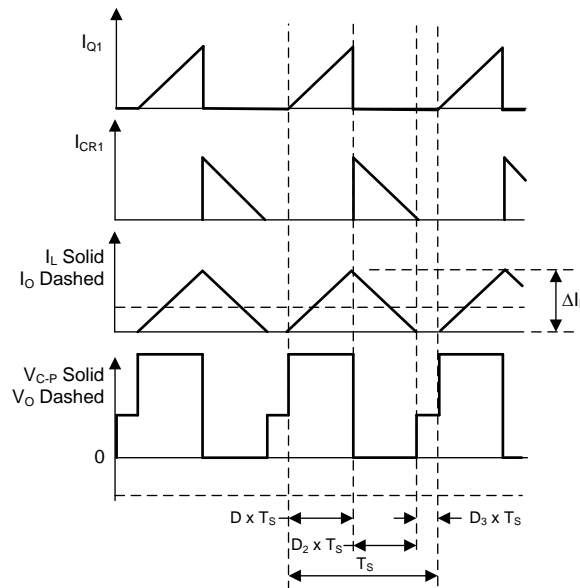 I_Q1
I_CR1
I_L Solid
I_O Dashed
ΔI
V_C-P Solid
V_O Dashed
0
D x T_S
D_3 x T_S
D_2 x T_S
T_S